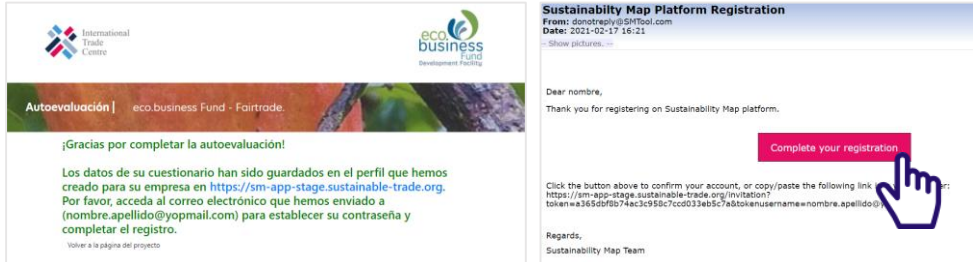 International
Trade
Centre
eco.
business
Fund
Development Facility
Autoevaluación | eco.business Fund - Fairtrade.
¡Gracias por completar la autoevaluación!
Los datos de su cuestionario han sido guardados en el perfil que hemos
creado para su empresa en https://sm-app-stage.sustainable-trade.org.
Por favor, acceda al correo electrónico que hemos enviado a
(nombre.apellido@yopmail.com) para establecer su contraseña y
completar el registro.
Volver a la página del proyecto
Sustainabilty Map Platform Registration
From: donotreply@SMTool.com
Date: 2021-02-17 16:21
-- Show pictures. --
Dear nombre,
Thank you for registering on Sustainability Map platform.
Complete your registration
Click the button above to confirm your account, or copy/paste the following link
https://sm-app-stage.sustainable-trade.org/invitation?
token=a365dbf8b74ac3c958c7ccd033eb5c7a&tokenusername=nombre.apellido@
Regards,
Sustainability Map Team